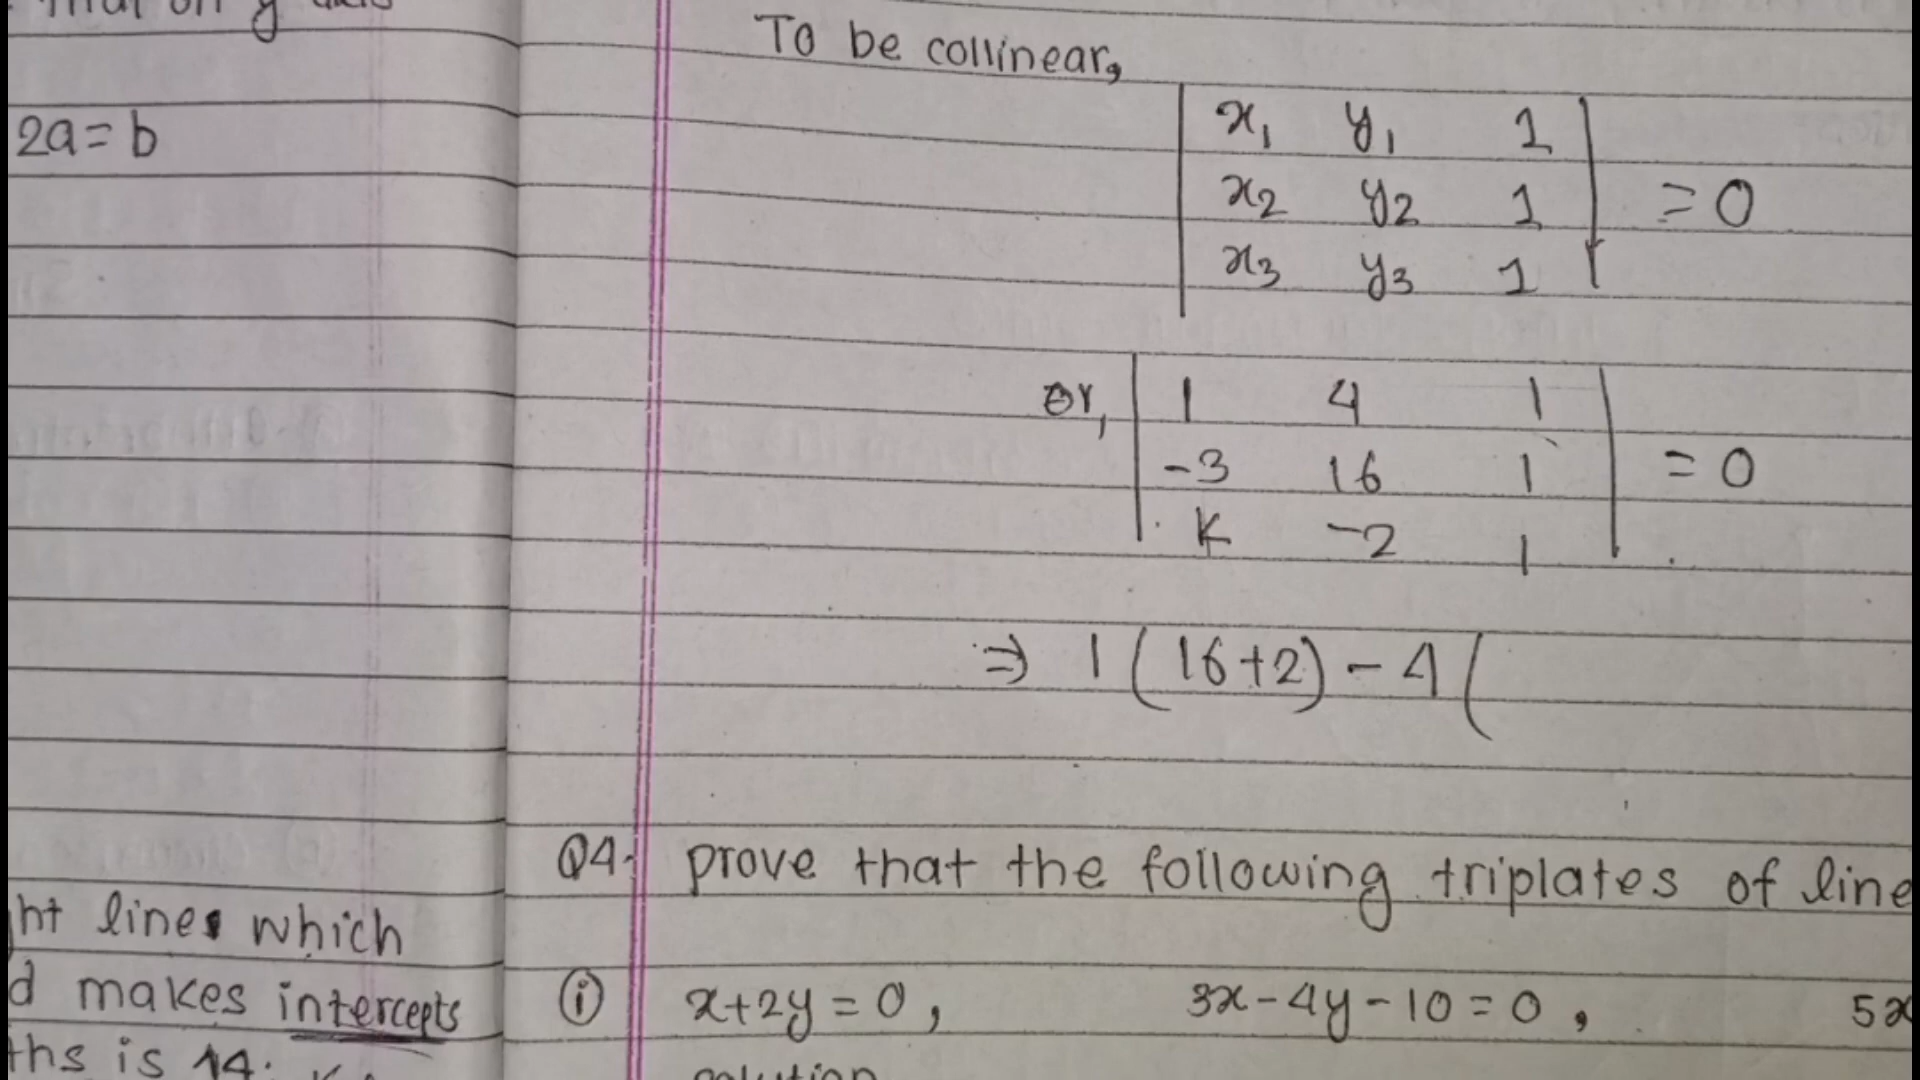 2a = b
ht lines which
d makes intercepts
ths is 14.
To be collinear,
| x₁ y₁ 1 |
| x₂ y₂ 1 | = 0
| x₃ y₃ 1 |
or, | 1 4 1 |
| -3 16 1 | = 0
| k -2 1 |
⇒ 1 ( 16+2 ) - 4 (
Q4. prove that the following triplates of line
(i) x+2y = 0, 3x-4y-10 = 0, 5x
solution